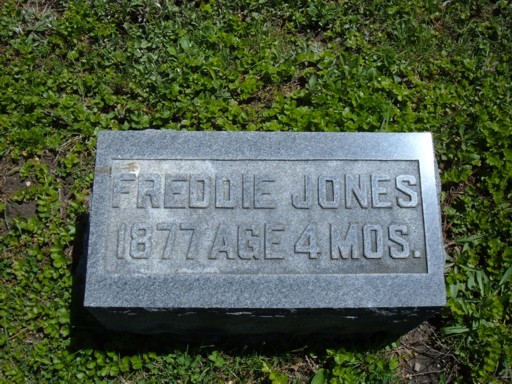 FREDDIE JONES
1877 AGE 4 MOS.